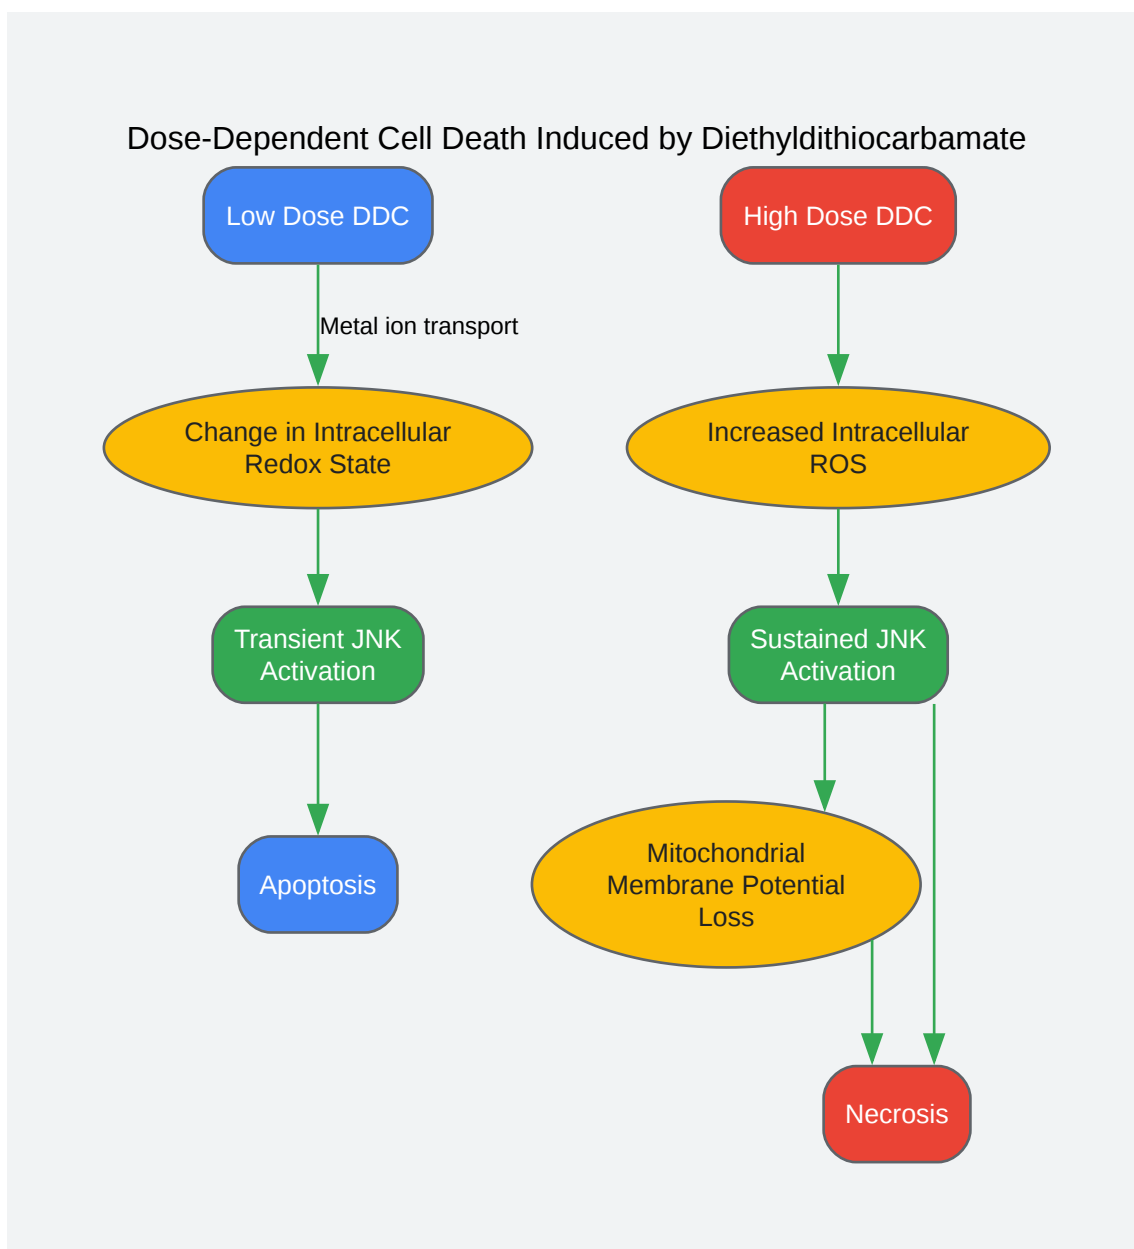 Dose-Dependent Cell Death Induced by Diethyldithiocarbamate
Low Dose DDC
High Dose DDC
Metal ion transport
Change in Intracellular
Redox State
Increased Intracellular
ROS
Transient JNK
Activation
Sustained JNK
Activation
Apoptosis
Mitochondrial
Membrane Potential
Loss
Necrosis